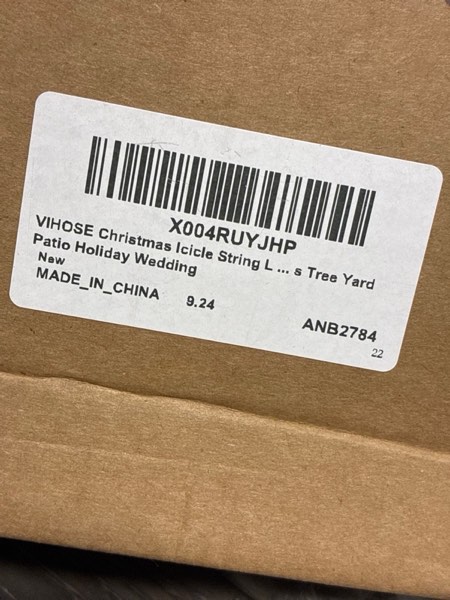 X004RUYJHP
VIHOSE Christmas Icicle String L ... s Tree Yard
Patio Holiday Wedding
New
MADE_IN_CHINA 9.24
ANB2784
22